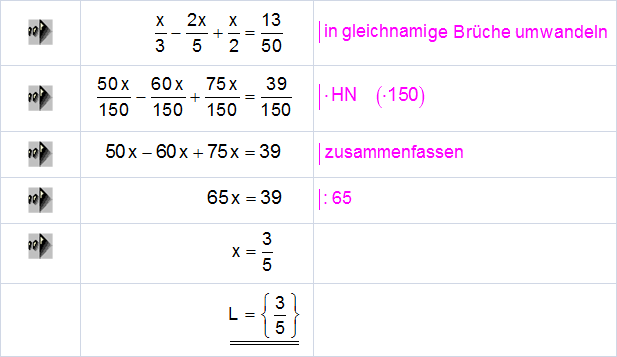 x/3 − 2x/5 + x/2 = 13/50 |in gleichnamige Brüche umwandeln
50x/150 − 60x/150 + 75x/150 = 39/150 |·HN (·150)
50x − 60x + 75x = 39 |zusammenfassen
65x = 39 |: 65
x = 3/5
L = {3/5}